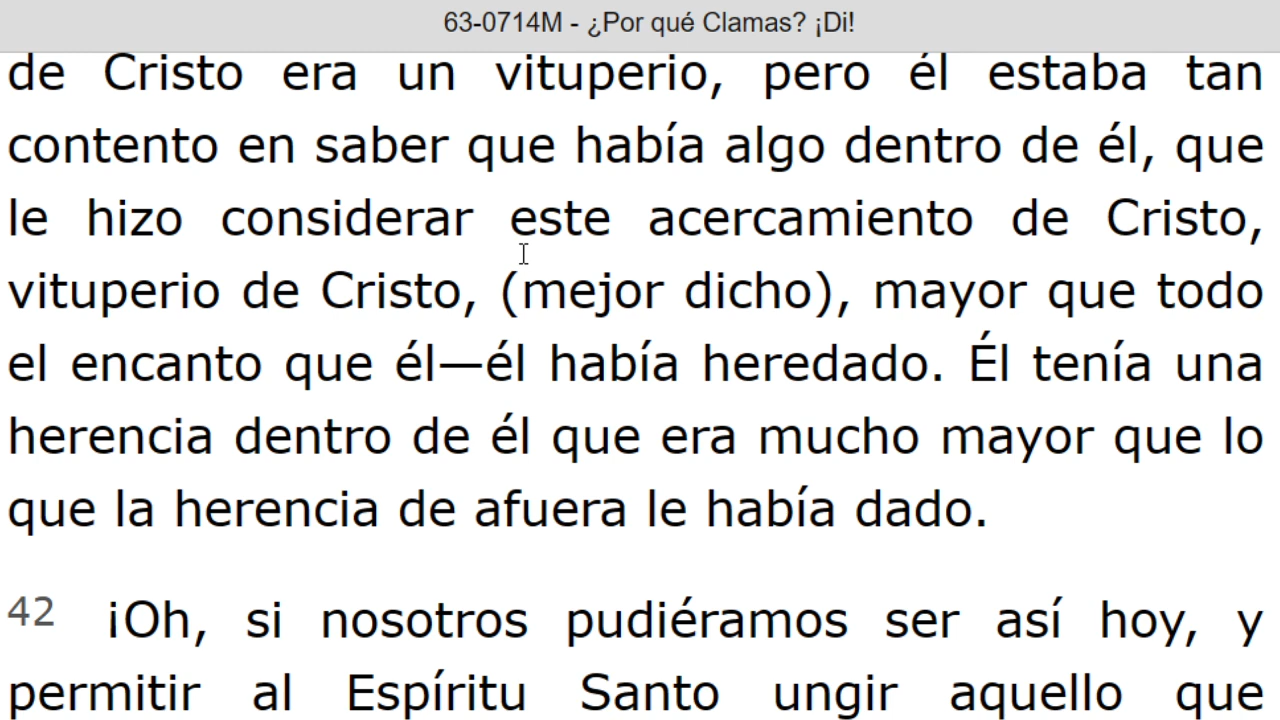 63-0714M - ¿Por qué Clamas? ¡Di!
de Cristo era un vituperio, pero él estaba tan
contento en saber que había algo dentro de él, que
le hizo considerar este acercamiento de Cristo,
vituperio de Cristo, (mejor dicho), mayor que todo
el encanto que él—él había heredado. Él tenía una
herencia dentro de él que era mucho mayor que lo
que la herencia de afuera le había dado.
42 ¡Oh, si nosotros pudiéramos ser así hoy, y
permitir al Espíritu Santo ungir aquello que